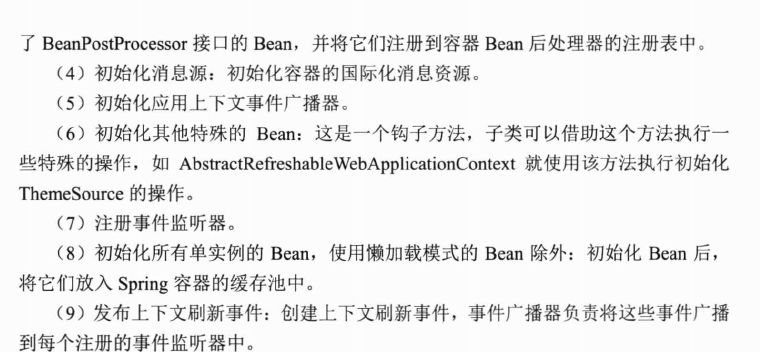 了 BeanPostProcessor 接口的 Bean，并将它们注册到容器 Bean 后处理器的注册表中。
（4）初始化消息源：初始化容器的国际化消息资源。
（5）初始化应用上下文事件广播器。
（6）初始化其他特殊的 Bean：这是一个钩子方法，子类可以借助这个方法执行一
些特殊的操作，如 AbstractRefreshableWebApplicationContext 就使用该方法执行初始化
ThemeSource 的操作。
（7）注册事件监听器。
（8）初始化所有单实例的 Bean，使用懒加载模式的 Bean 除外：初始化 Bean 后，
将它们放入 Spring 容器的缓存池中。
（9）发布上下文刷新事件：创建上下文刷新事件，事件广播器负责将这些事件广播
到每个注册的事件监听器中。